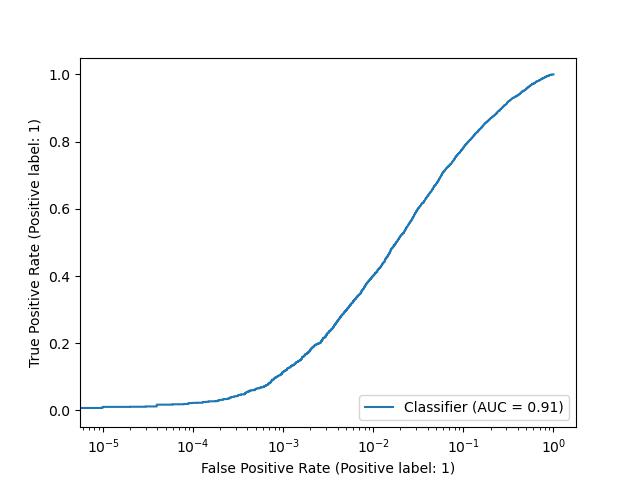 1.0
0.8
0.6
0.4
0.2
0.0
True Positive Rate (Positive label: 1)
Classifier (AUC = 0.91)
10⁻⁵ 10⁻⁴ 10⁻³ 10⁻² 10⁻¹ 10⁰
False Positive Rate (Positive label: 1)